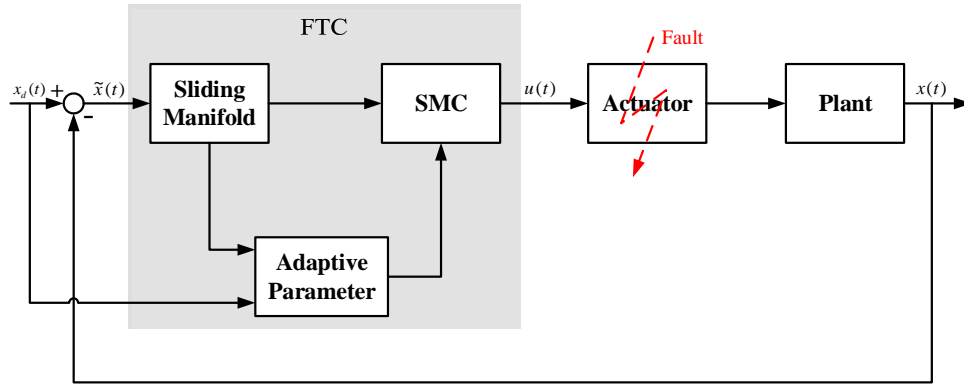 FTC
Fault
x_d(t) +
x̃(t)
-
Sliding
Manifold
SMC
u(t)
Actuator
Plant
x(t)
Adaptive
Parameter